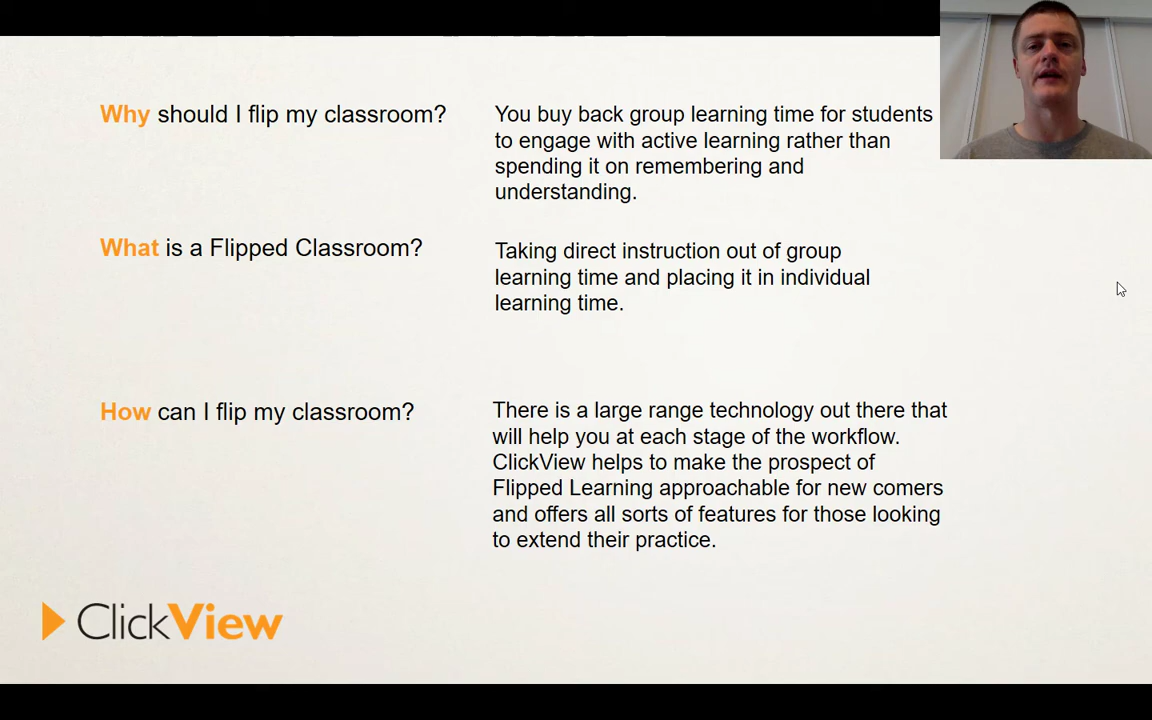 Why should I flip my classroom?
You buy back group learning time for students
to engage with active learning rather than
spending it on remembering and
understanding.
What is a Flipped Classroom?
Taking direct instruction out of group
learning time and placing it in individual
learning time.
How can I flip my classroom?
There is a large range technology out there that
will help you at each stage of the workflow.
ClickView helps to make the prospect of
Flipped Learning approachable for new comers
and offers all sorts of features for those looking
to extend their practice.
ClickView